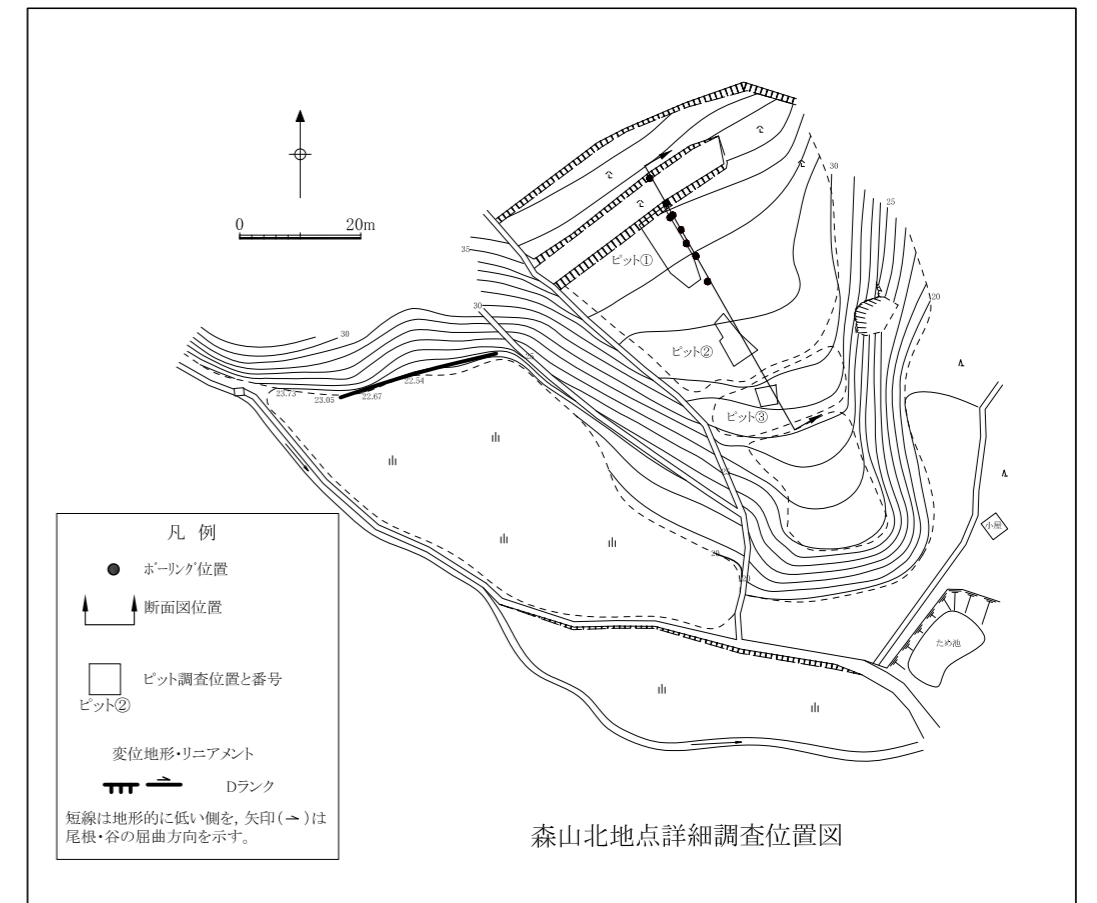 0
20m
30
25
20
35
ピット①
30
30
25
ピット②
22.54
23.73
23.05
22.67
ピット③
25
小屋
20
20
ため池
凡 例
ボーリング位置
断面図位置
ピット調査位置と番号
ピット②
変位地形・リニアメント
Dランク
短線は地形的に低い側を, 矢印(⇀)は
尾根・谷の屈曲方向を示す。
森山北地点詳細調査位置図